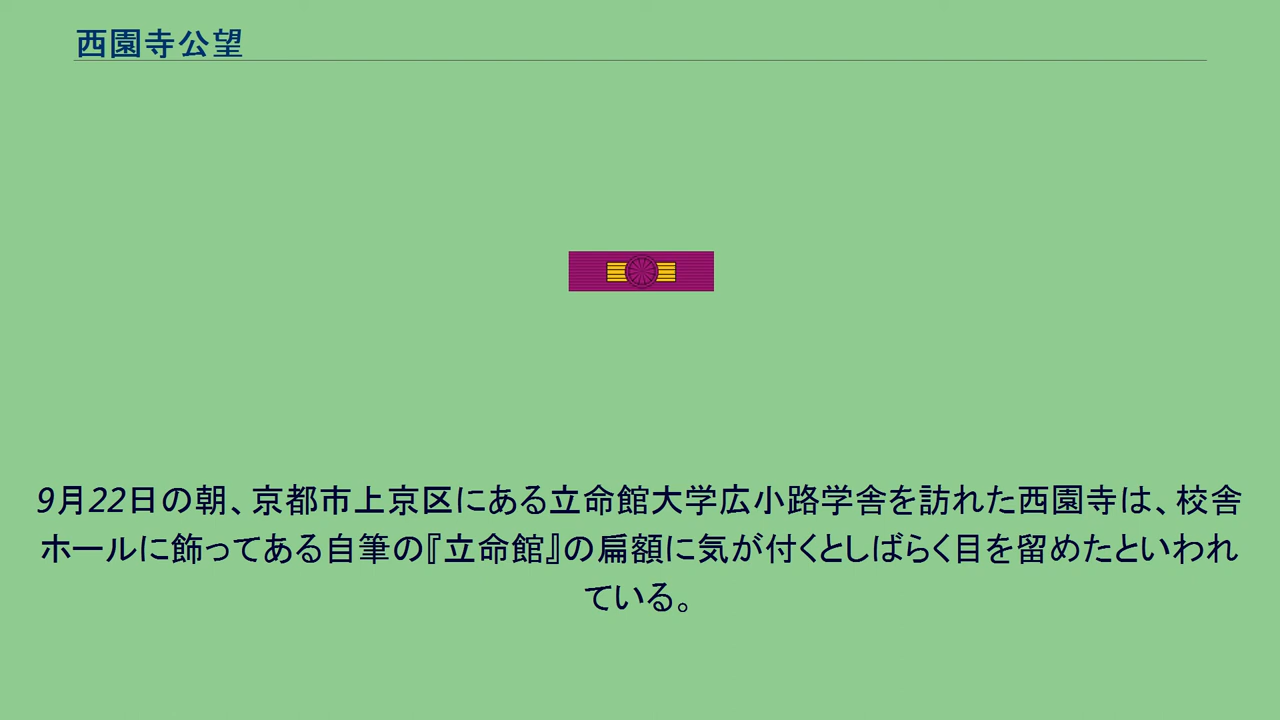 西園寺公望
9月22日の朝、京都市上京区にある立命館大学広小路学舎を訪れた西園寺は、校舎
ホールに飾ってある自筆の『立命館』の扁額に気が付くとしばらく目を留めたといわれ
ている。